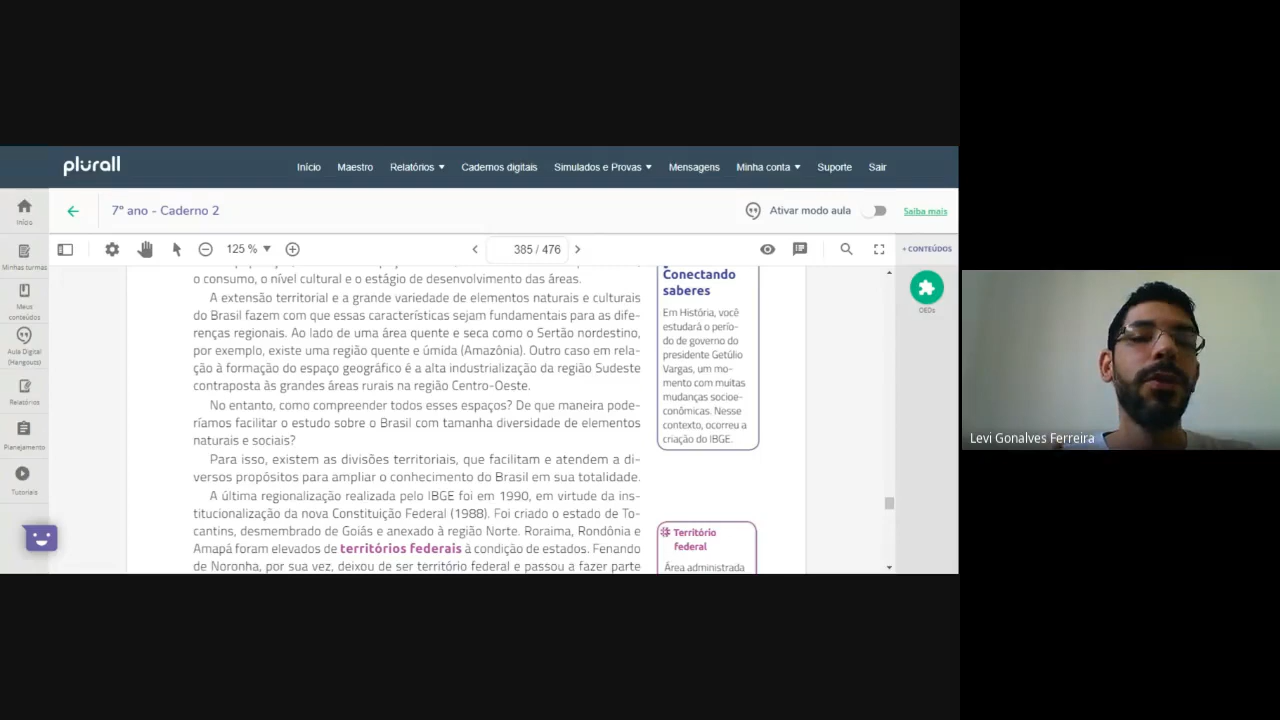 plurall
Início
Maestro
Relatórios
Cadernos digitais
Simulados e Provas
Mensagens
Minha conta
Suporte
Sair
Início
7º ano - Caderno 2
Ativar modo aula
Saiba mais
125 %
385 / 476
+ CONTEÚDOS
Minhas turmas
Meus
conteúdos
Aula Digital
(Hangouts)
Relatórios
Planejamento
Tutoriais
OEDs
o consumo, o nível cultural e o estágio de desenvolvimento das áreas.
A extensão territorial e a grande variedade de elementos naturais e culturais
do Brasil fazem com que essas características sejam fundamentais para as dife-
renças regionais. Ao lado de uma área quente e seca como o Sertão nordestino,
por exemplo, existe uma região quente e úmida (Amazônia). Outro caso em rela-
ção à formação do espaço geográfico é a alta industrialização da região Sudeste
contraposta às grandes áreas rurais na região Centro-Oeste.
No entanto, como compreender todos esses espaços? De que maneira pode-
ríamos facilitar o estudo sobre o Brasil com tamanha diversidade de elementos
naturais e sociais?
Para isso, existem as divisões territoriais, que facilitam e atendem a di-
versos propósitos para ampliar o conhecimento do Brasil em sua totalidade.
A última regionalização realizada pelo IBGE foi em 1990, em virtude da ins-
titucionalização da nova Constituição Federal (1988). Foi criado o estado de To-
cantins, desmembrado de Goiás e anexado à região Norte. Roraima, Rondônia e
Amapá foram elevados de territórios federais à condição de estados. Fenando
de Noronha, por sua vez, deixou de ser território federal e passou a fazer parte
Conectando
saberes
Em História, você
estudará o perío-
do de governo do
presidente Getúlio
Vargas, um mo-
mento com muitas
mudanças socioe-
conômicas. Nesse
contexto, ocorreu a
criação do IBGE.
# Território
federal
Área administrada
Levi Gonalves Ferreira